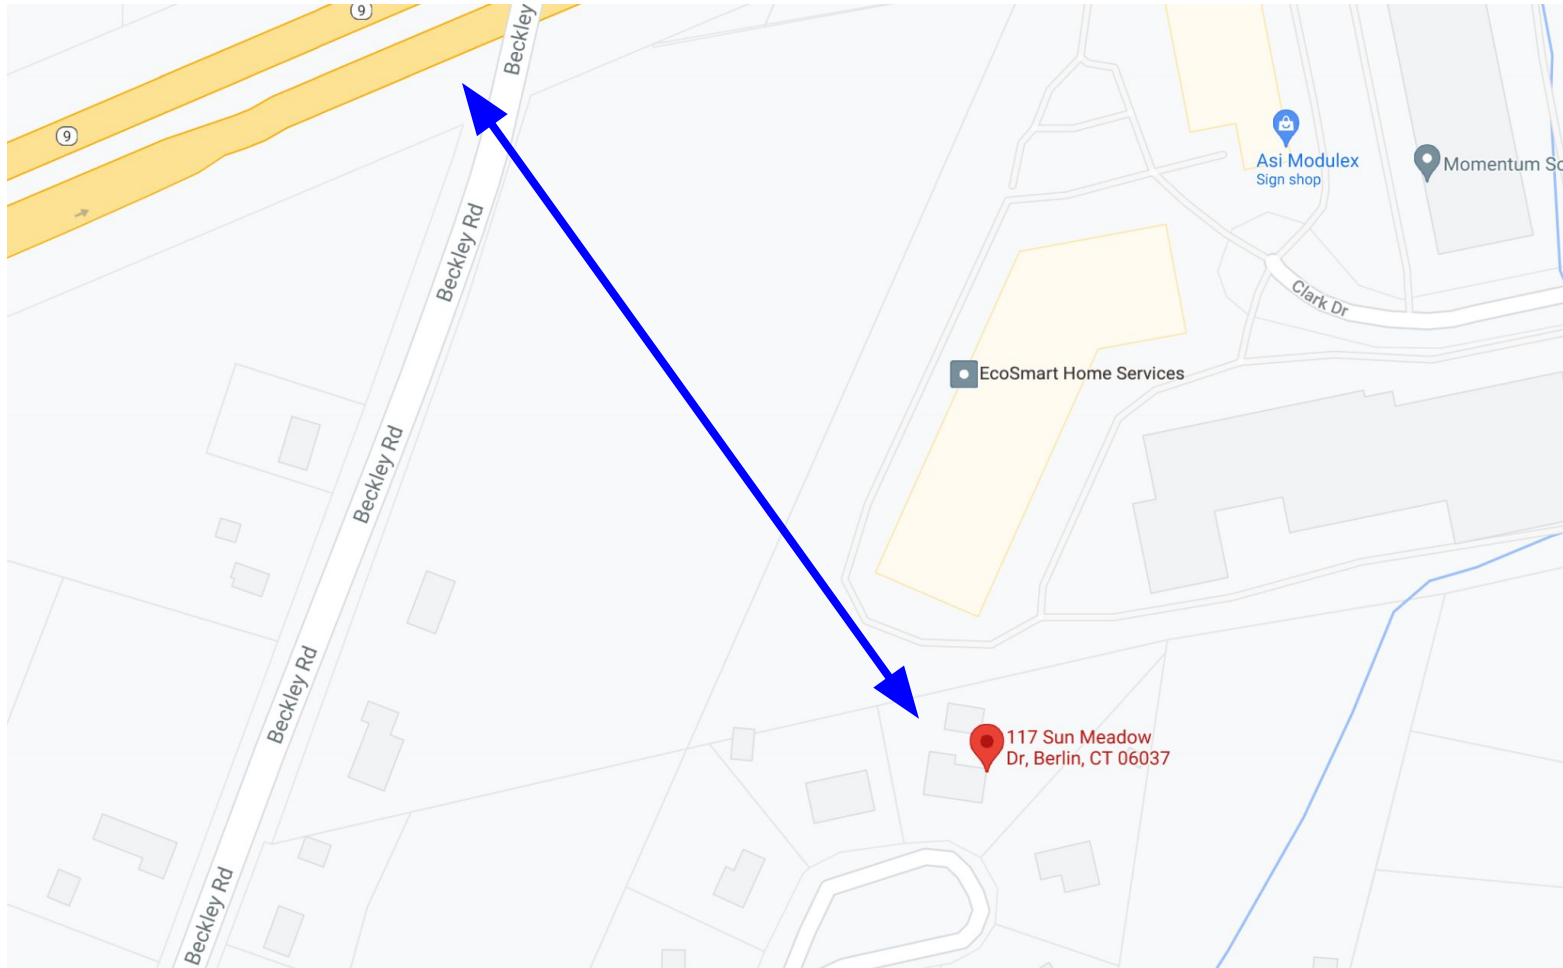 9
Beckley
9
Asi Modulex
Sign shop
Momentum Sc
Beckley Rd
Clark Dr
EcoSmart Home Services
Beckley Rd
Beckley Rd
117 Sun Meadow
Dr, Berlin, CT 06037
Beckley Rd